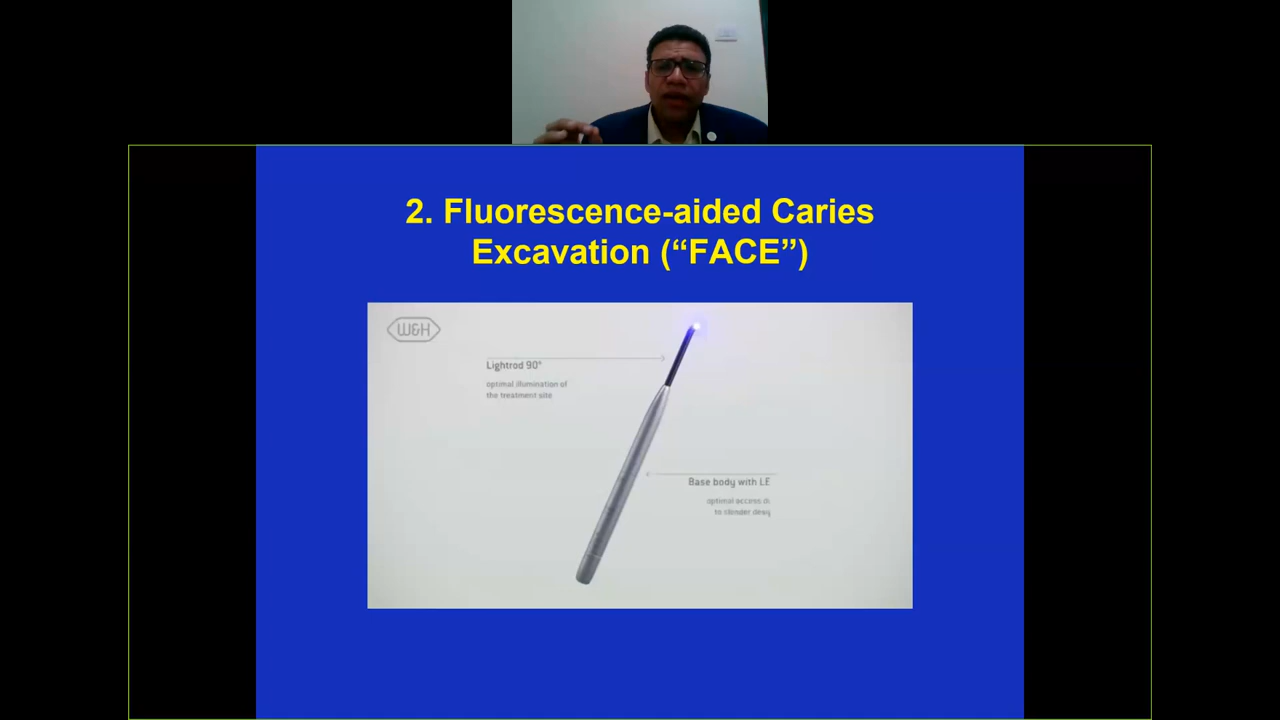 2. Fluorescence-aided Caries
Excavation (“FACE”)
W&H
Lightrod 90°
optimal illumination of
the treatment site
Base body with LE
optimal access
to slender